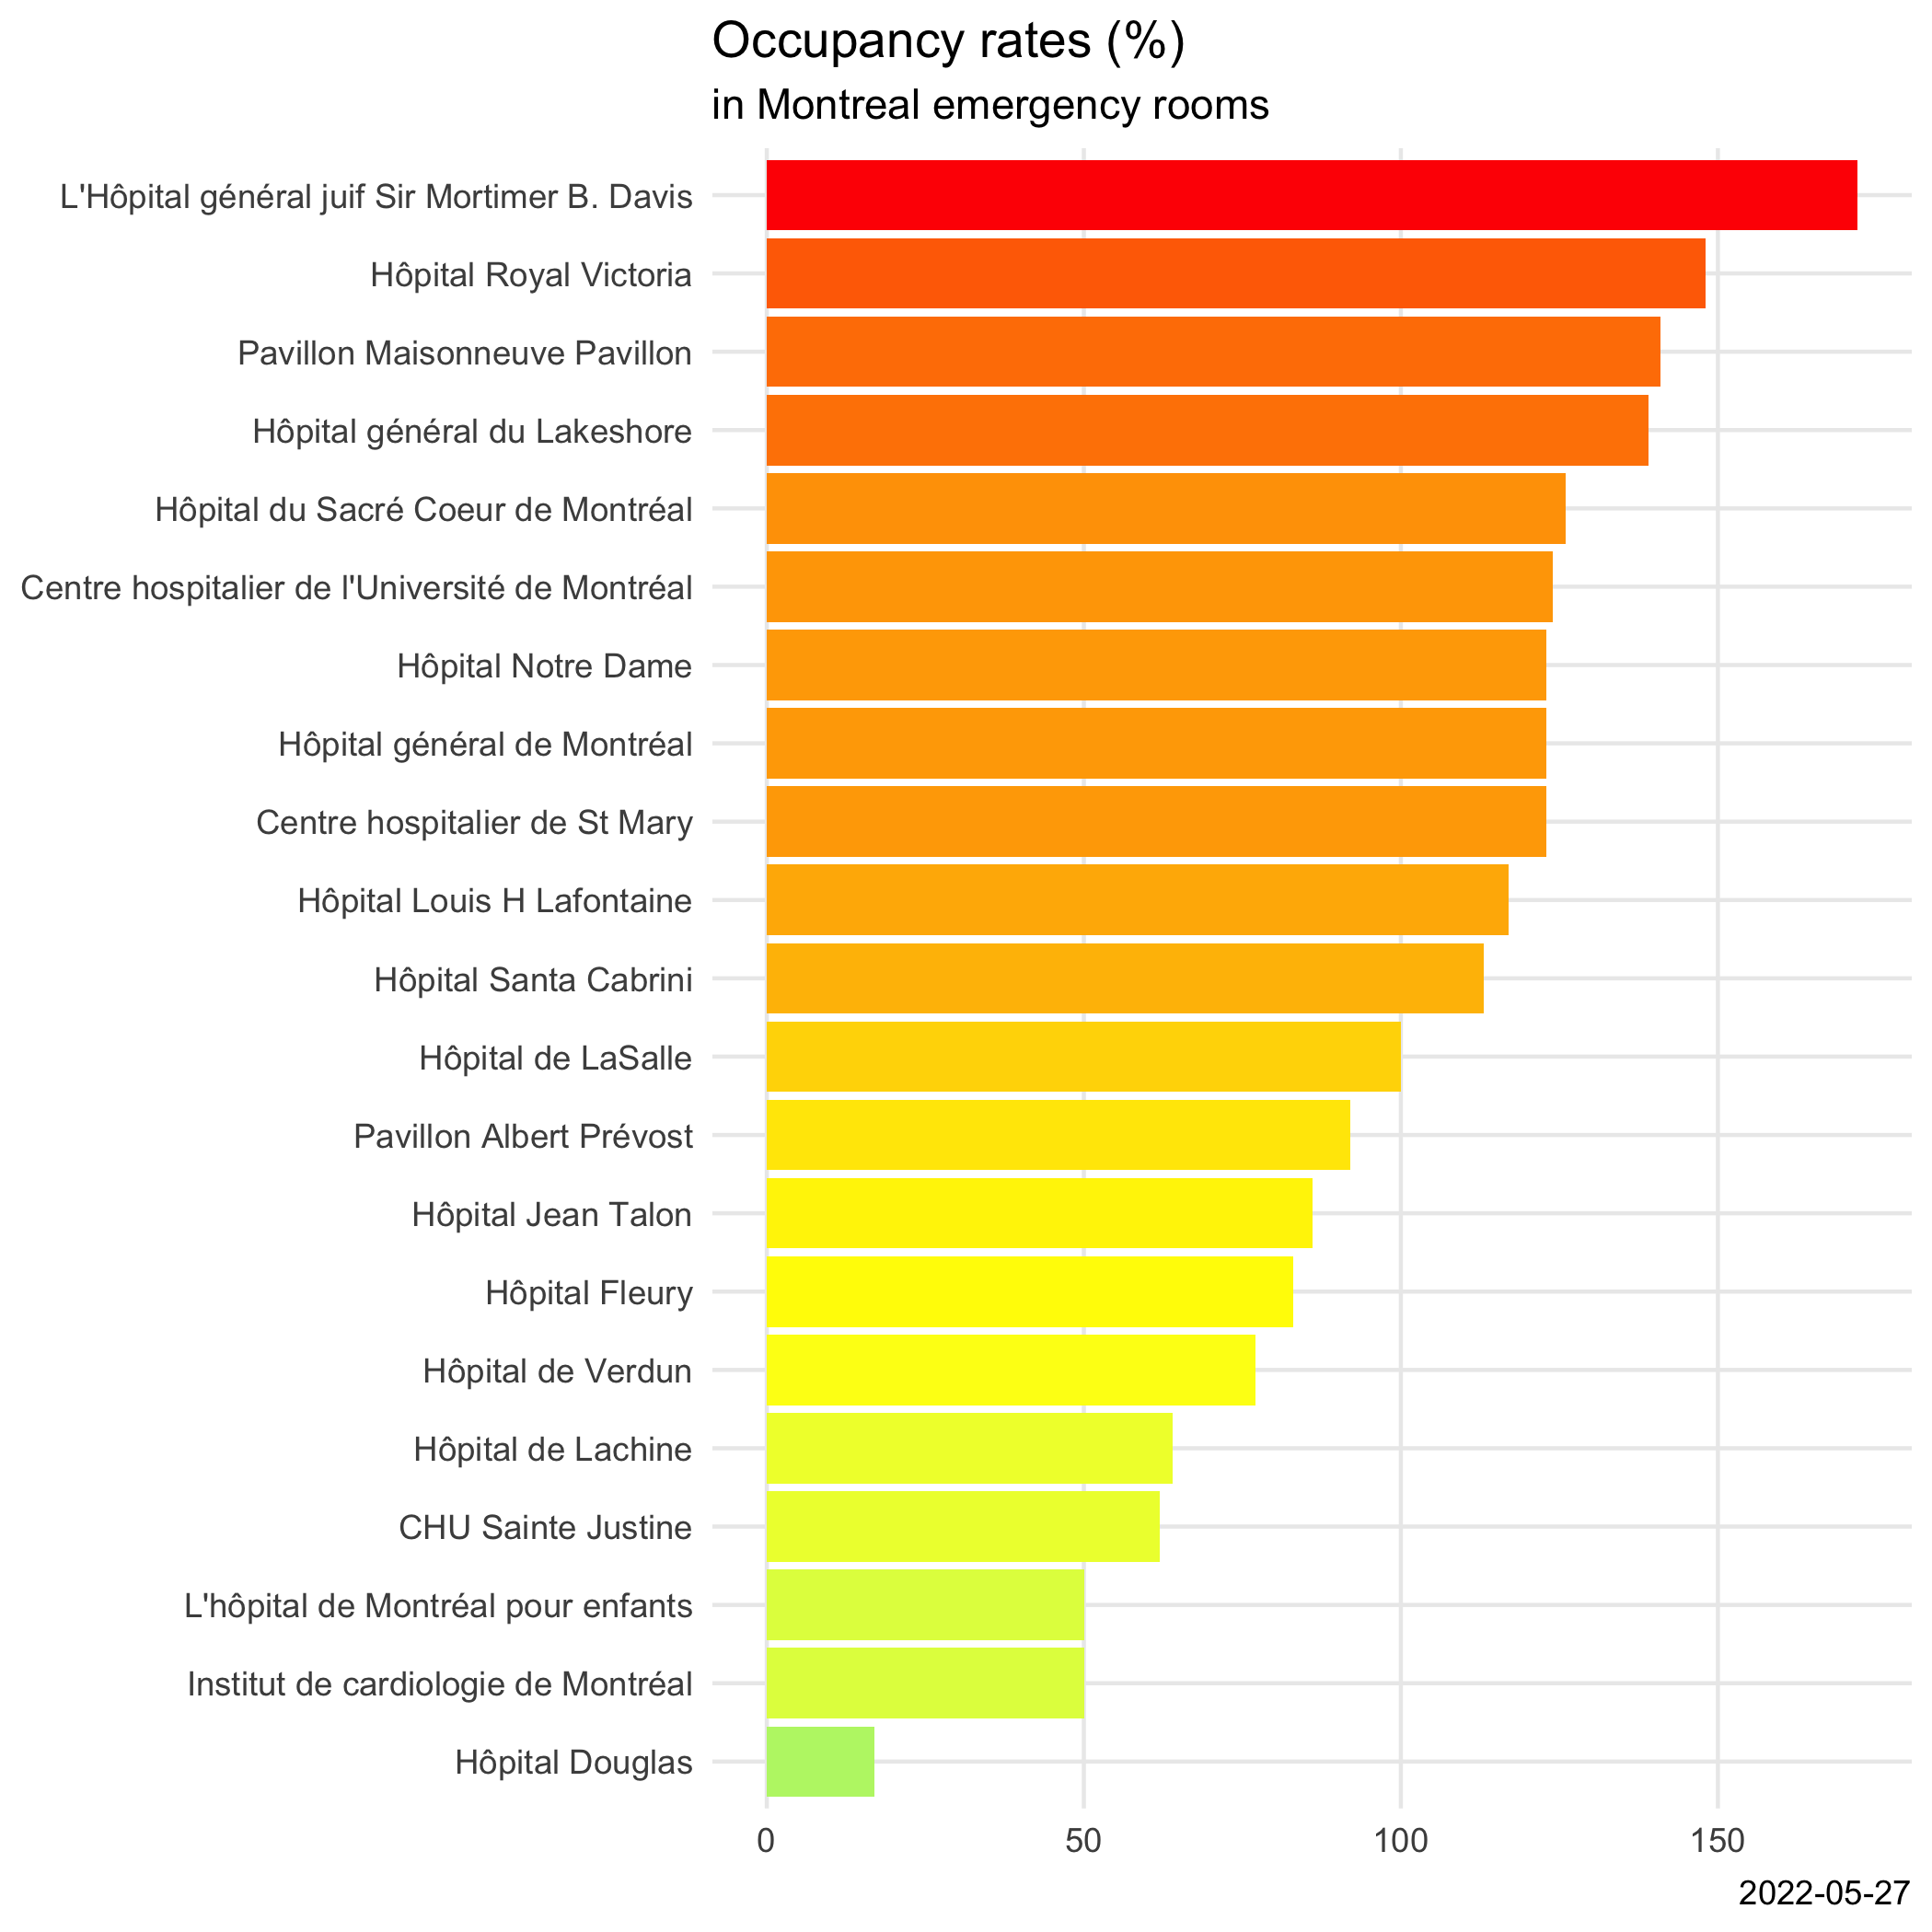 Occupancy rates (%)
in Montreal emergency rooms
L'Hôpital général juif Sir Mortimer B. Davis
Hôpital Royal Victoria
Pavillon Maisonneuve Pavillon
Hôpital général du Lakeshore
Hôpital du Sacré Coeur de Montréal
Centre hospitalier de l'Université de Montréal
Hôpital Notre Dame
Hôpital général de Montréal
Centre hospitalier de St Mary
Hôpital Louis H Lafontaine
Hôpital Santa Cabrini
Hôpital de LaSalle
Pavillon Albert Prévost
Hôpital Jean Talon
Hôpital Fleury
Hôpital de Verdun
Hôpital de Lachine
CHU Sainte Justine
L'hôpital de Montréal pour enfants
Institut de cardiologie de Montréal
Hôpital Douglas
0 50 100 150
2022-05-27